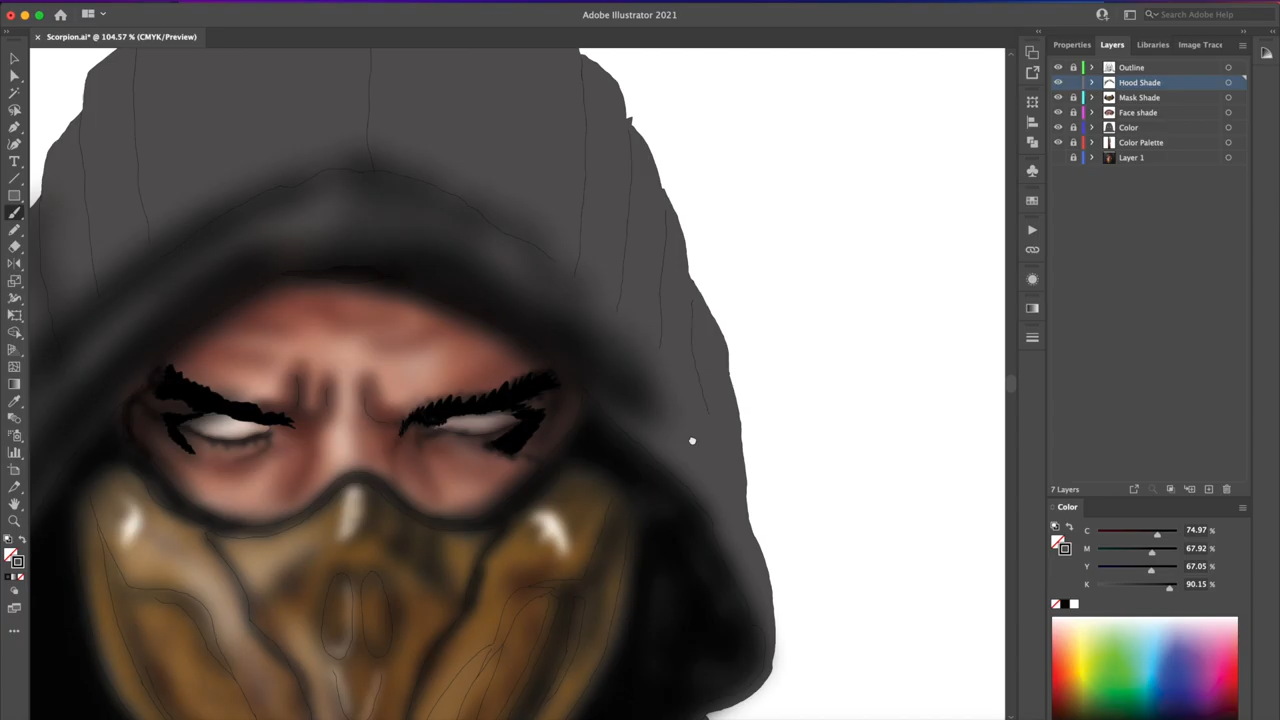 Adobe Illustrator 2021
Search Adobe Help
Scorpion.ai* @ 104.57 % (CMYK/Preview)
Properties Layers Libraries Image Trace
Outline
Hood Shade
Mask Shade
Face shade
Color
Color Palette
Layer 1
7 Layers
Color
C 74.97 %
M 67.92 %
Y 67.05 %
K 90.15 %